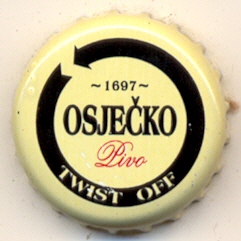 ~1697~
OSJEČKO
Pivo
TWIST OFF